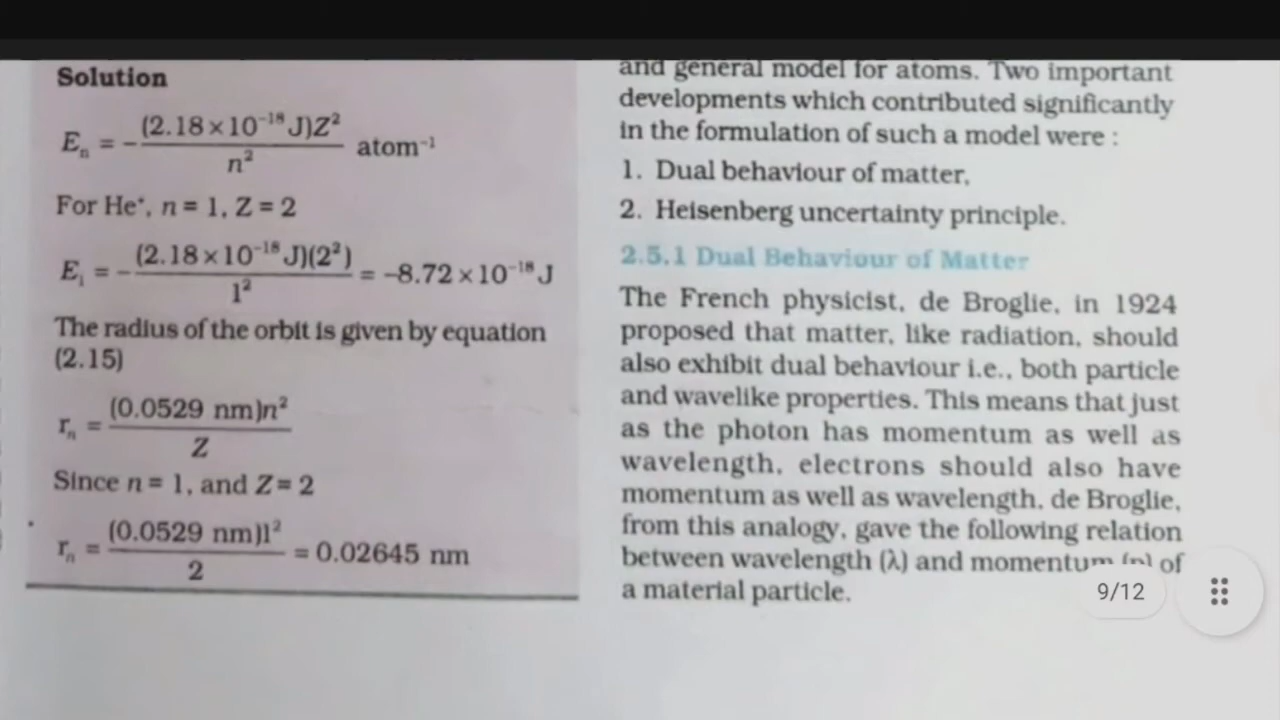 Solution
E_n = -(2.18×10⁻¹⁸ J)Z² / n² atom⁻¹
For He⁺, n = 1, Z = 2
E₁ = -(2.18×10⁻¹⁸ J)(2²) / 1² = -8.72 × 10⁻¹⁸ J
The radius of the orbit is given by equation
(2.15)
r_n = (0.0529 nm)n² / Z
Since n = 1, and Z = 2
r_n = (0.0529 nm)1² / 2 = 0.02645 nm
and general model for atoms. Two important
developments which contributed significantly
in the formulation of such a model were :
1. Dual behaviour of matter,
2. Heisenberg uncertainty principle.
2.5.1 Dual Behaviour of Matter
The French physicist, de Broglie, in 1924
proposed that matter, like radiation, should
also exhibit dual behaviour i.e., both particle
and wavelike properties. This means that just
as the photon has momentum as well as
wavelength, electrons should also have
momentum as well as wavelength, de Broglie,
from this analogy, gave the following relation
between wavelength (λ) and momentum (p) of
a material particle.
9/12